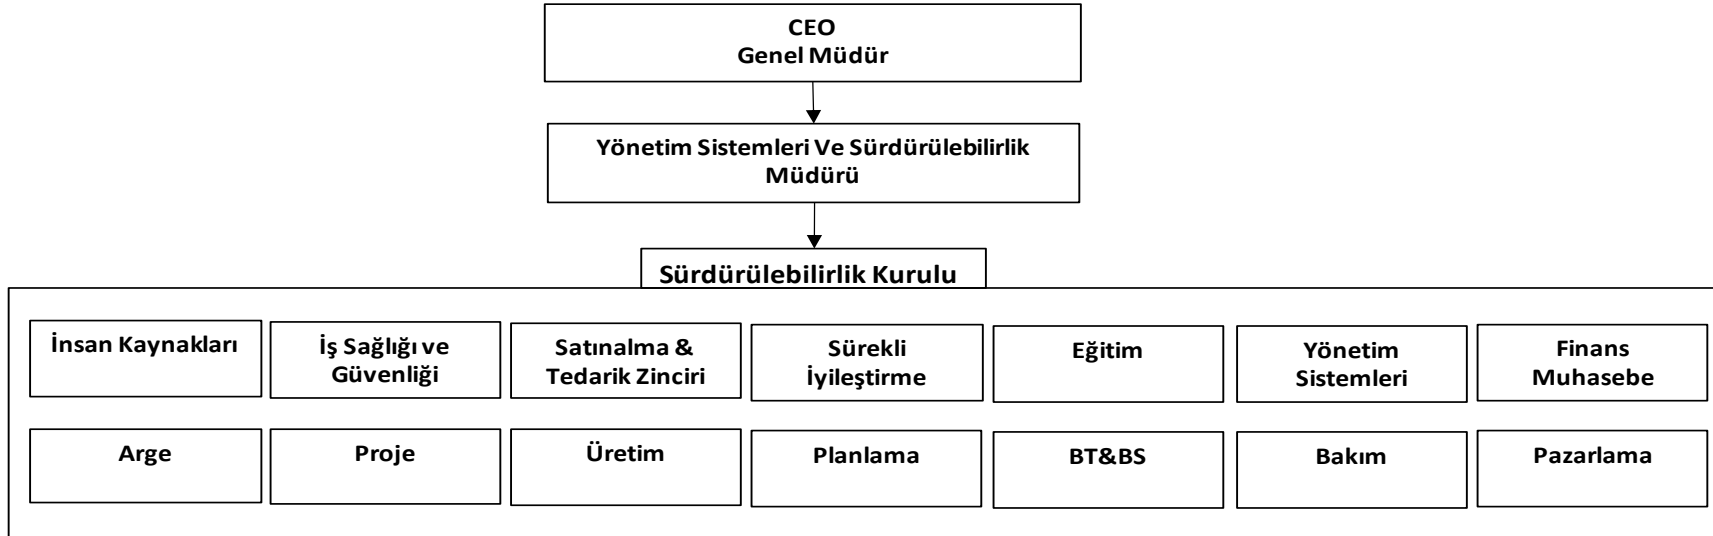 CEO
Genel Müdür
Yönetim Sistemleri Ve Sürdürülebilirlik
Müdürü
Sürdürülebilirlik Kurulu
İnsan Kaynakları
İş Sağlığı ve
Güvenliği
Satınalma &
Tedarik Zinciri
Sürekli
İyileştirme
Eğitim
Yönetim
Sistemleri
Finans
Muhasebe
Arge
Proje
Üretim
Planlama
BT&BS
Bakım
Pazarlama